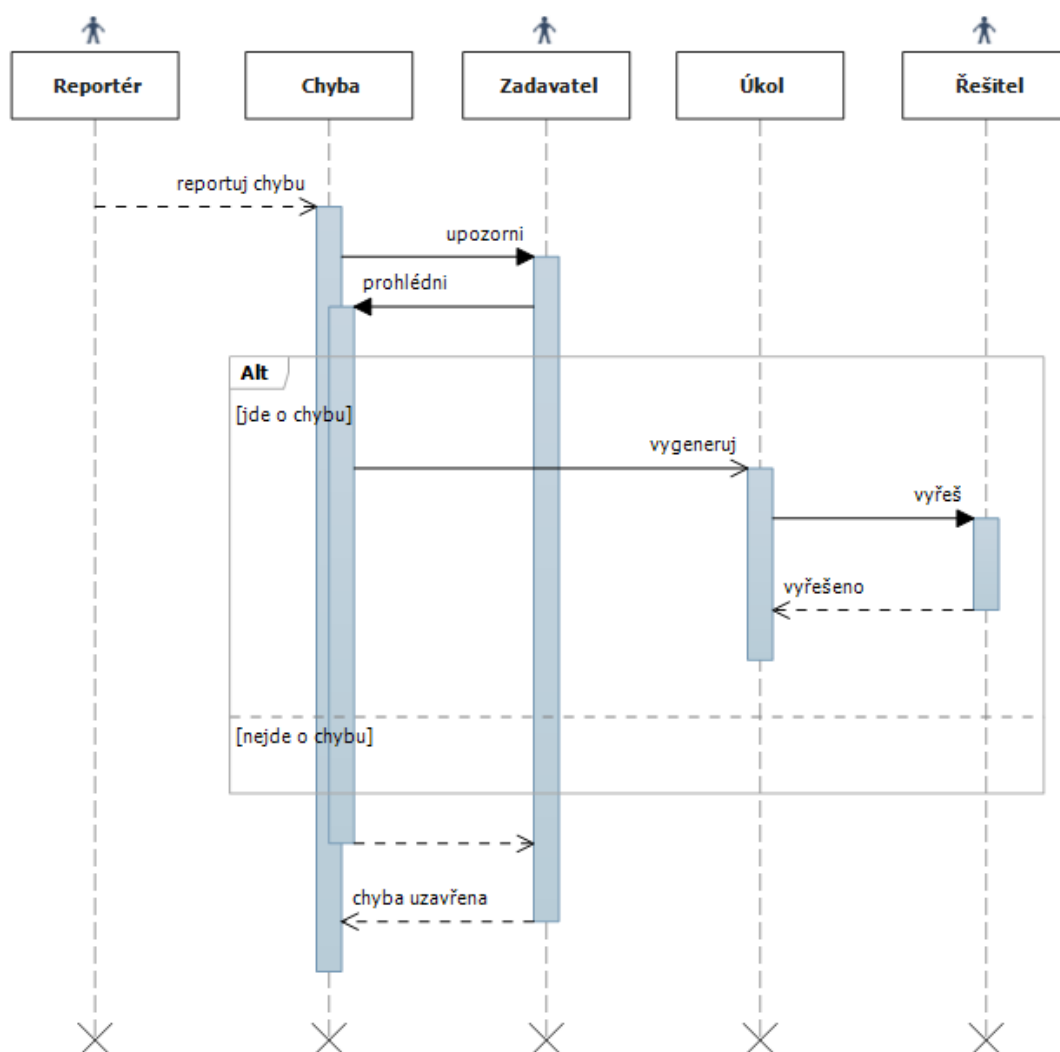 Reportér
Chyba
Zadavatel
Úkol
Řešitel
reportuj chybu
upozorni
prohlédni
Alt
[jde o chybu]
vygeneruj
vyřeš
vyřešeno
[nejde o chybu]
chyba uzavřena